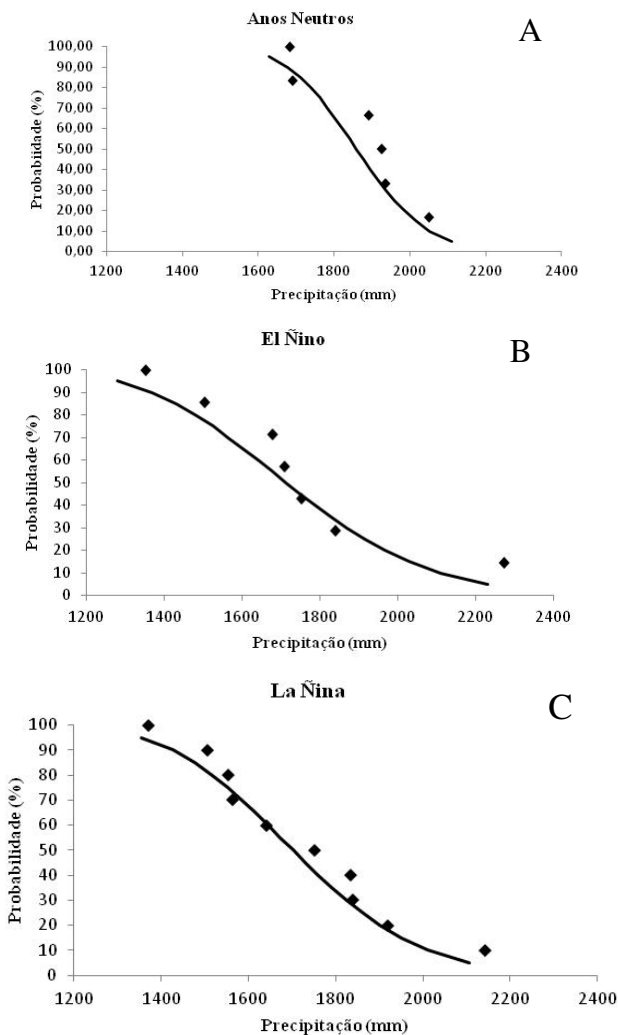 Anos Neutros
A
100,00
90,00
80,00
70,00
60,00
50,00
40,00
30,00
20,00
10,00
0,00
Probabiidade (%)
1200 1400 1600 1800 2000 2200 2400
Precipitação (mm)
El Ñino
B
100
90
80
70
60
50
40
30
20
10
0
Probabilidade (%)
1200 1400 1600 1800 2000 2200 2400
Precipitação (mm)
La Ñina
C
100
90
80
70
60
50
40
30
20
10
0
Probabilidade (%)
1200 1400 1600 1800 2000 2200 2400
Precipitação (mm)